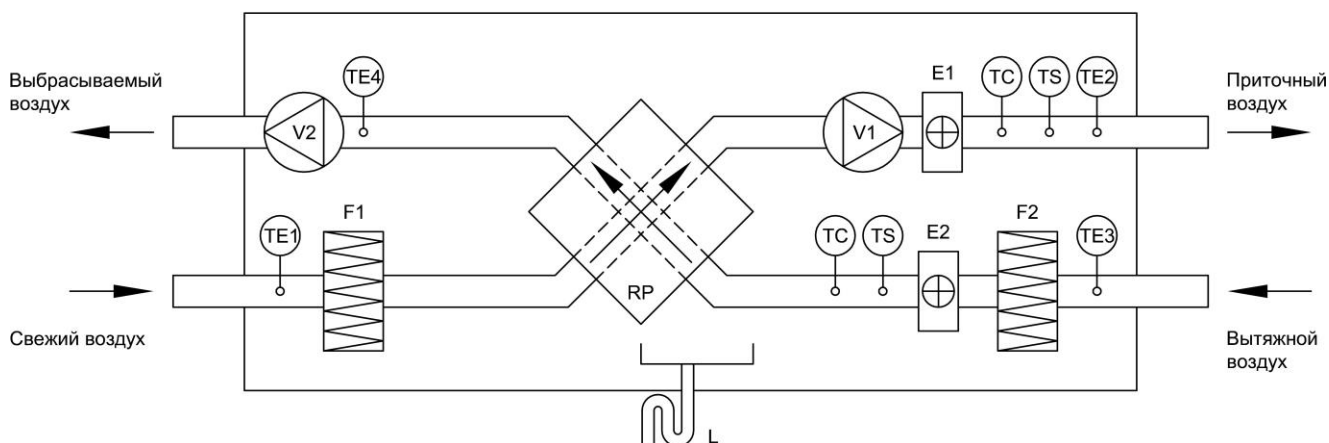 Выбрасываемый
воздух
V2
TE4
V1
E1
TC
TS
TE2
Приточный
воздух
TE1
F1
RP
TC
TS
E2
F2
TE3
Свежий воздух
Вытяжной
воздух
L